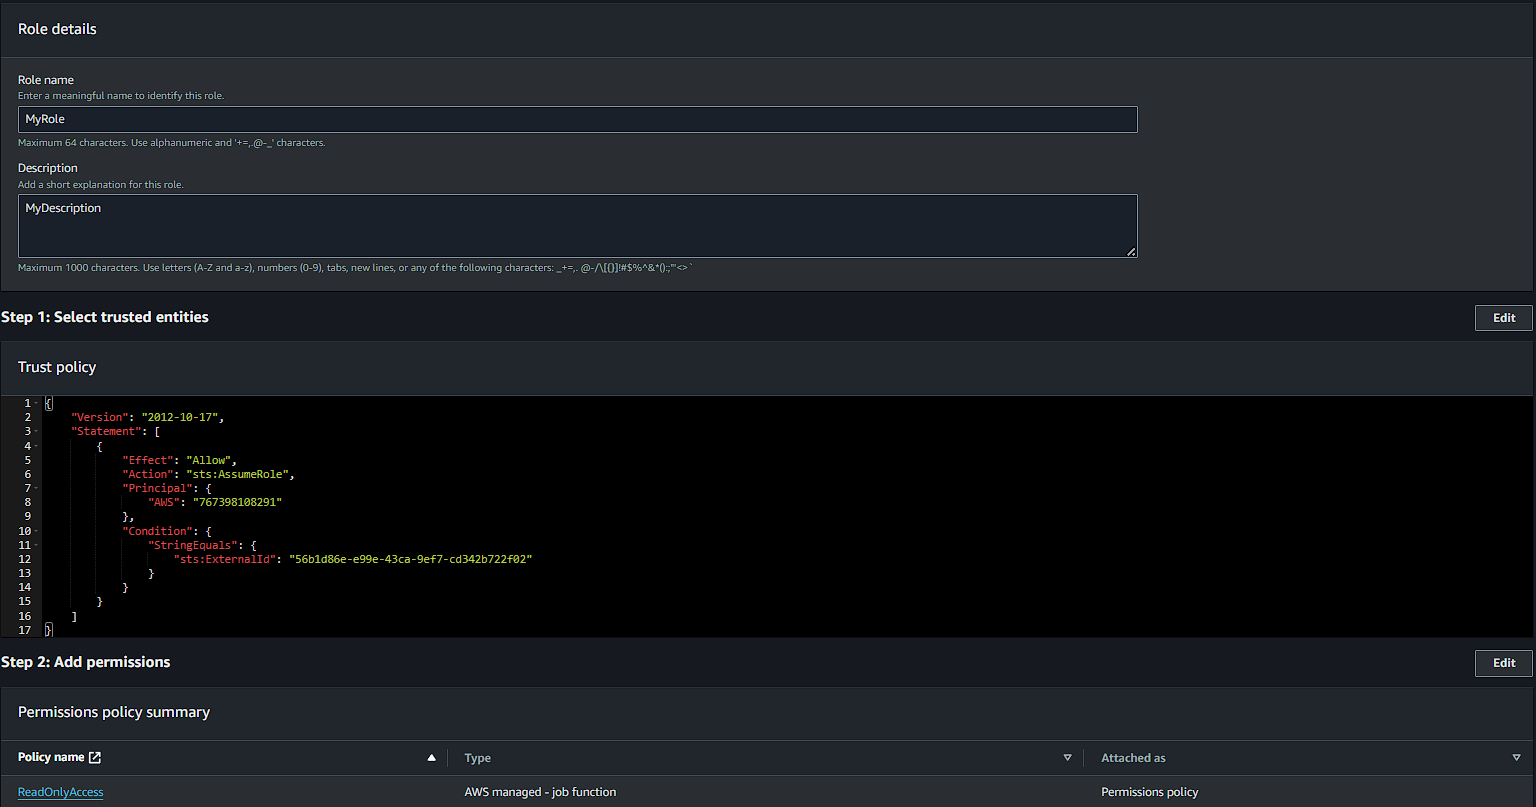 Role details
Role name
Enter a meaningful name to identify this role.
MyRole
Maximum 64 characters. Use alphanumeric and '+=,.@-_' characters.
Description
Add a short explanation for this role.
MyDescription
Maximum 1000 characters. Use letters (A-Z and a-z), numbers (0-9), tabs, new lines, or any of the following characters: _+=,. @-/\[{}]!#$%^&*();:'"<>`
Step 1: Select trusted entities Edit
Trust policy
1 {
2 "Version": "2012-10-17",
3 "Statement": [
4 {
5 "Effect": "Allow",
6 "Action": "sts:AssumeRole",
7 "Principal": {
8 "AWS": "767398108291"
9 },
10 "Condition": {
11 "StringEquals": {
12 "sts:ExternalId": "56b1d86e-e99e-43ca-9ef7-cd342b722f02"
13 }
14 }
15 }
16 ]
17 }
Step 2: Add permissions Edit
Permissions policy summary
Policy name Type Attached as
ReadOnlyAccess AWS managed - job function Permissions policy